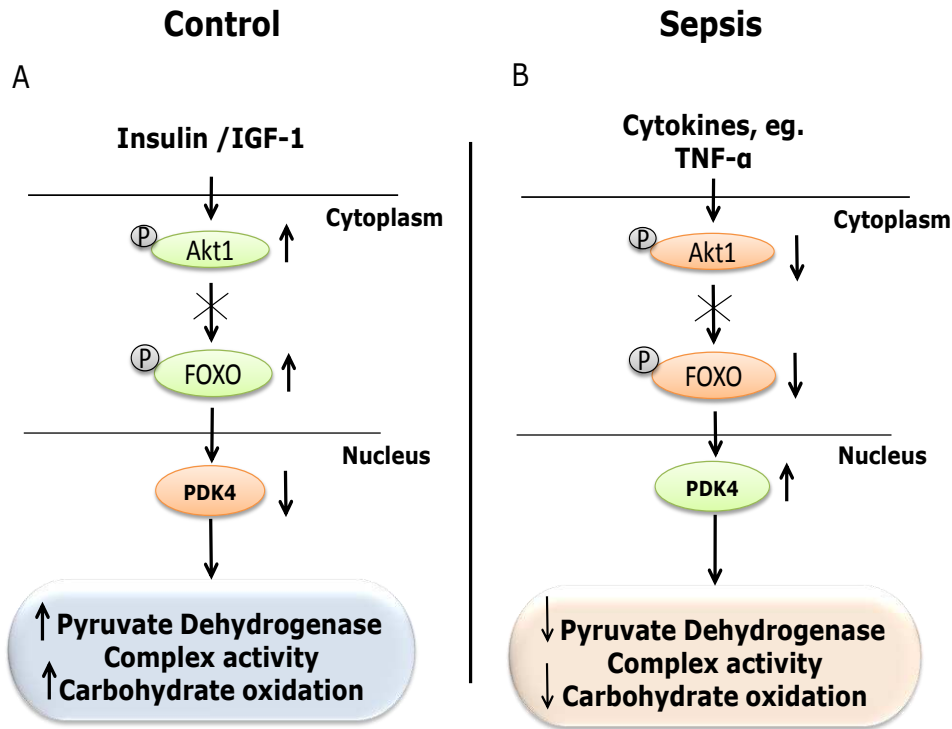 Control
A
Insulin /IGF-1
Cytoplasm
P
Akt1
P
FOXO
Nucleus
PDK4
Pyruvate Dehydrogenase
Complex activity
Carbohydrate oxidation
Sepsis
B
Cytokines, eg.
TNF-α
Cytoplasm
P
Akt1
P
FOXO
Nucleus
PDK4
Pyruvate Dehydrogenase
Complex activity
Carbohydrate oxidation